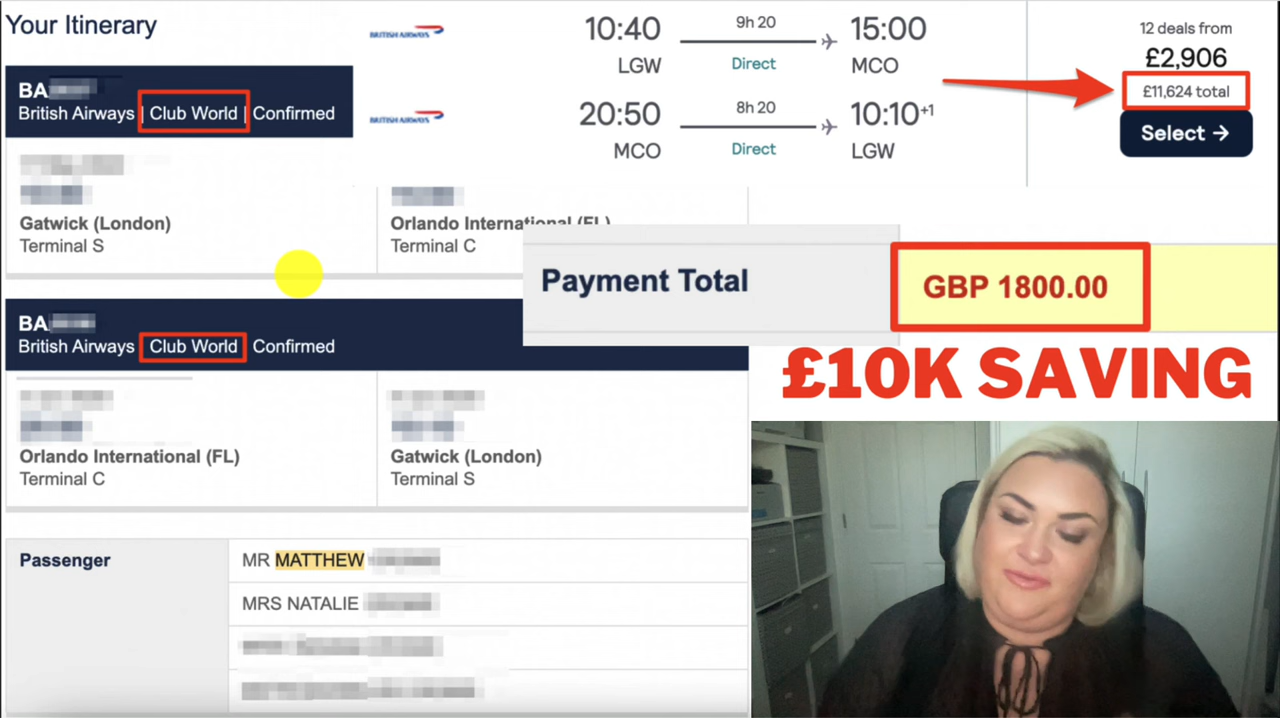 Your Itinerary
BA
British Airways | Club World | Confirmed
Gatwick (London)
Terminal S
Orlando International (FL)
Terminal C
BRITISH AIRWAYS
10:40
9h 20
15:00
LGW
Direct
MCO
BRITISH AIRWAYS
20:50
8h 20
10:10+1
MCO
Direct
LGW
12 deals from
£2,906
£11,624 total
Select →
Payment Total
GBP 1800.00
£10K SAVING
BA
British Airways | Club World | Confirmed
Orlando International (FL)
Terminal C
Gatwick (London)
Terminal S
Passenger
MR MATTHEW
MRS NATALIE